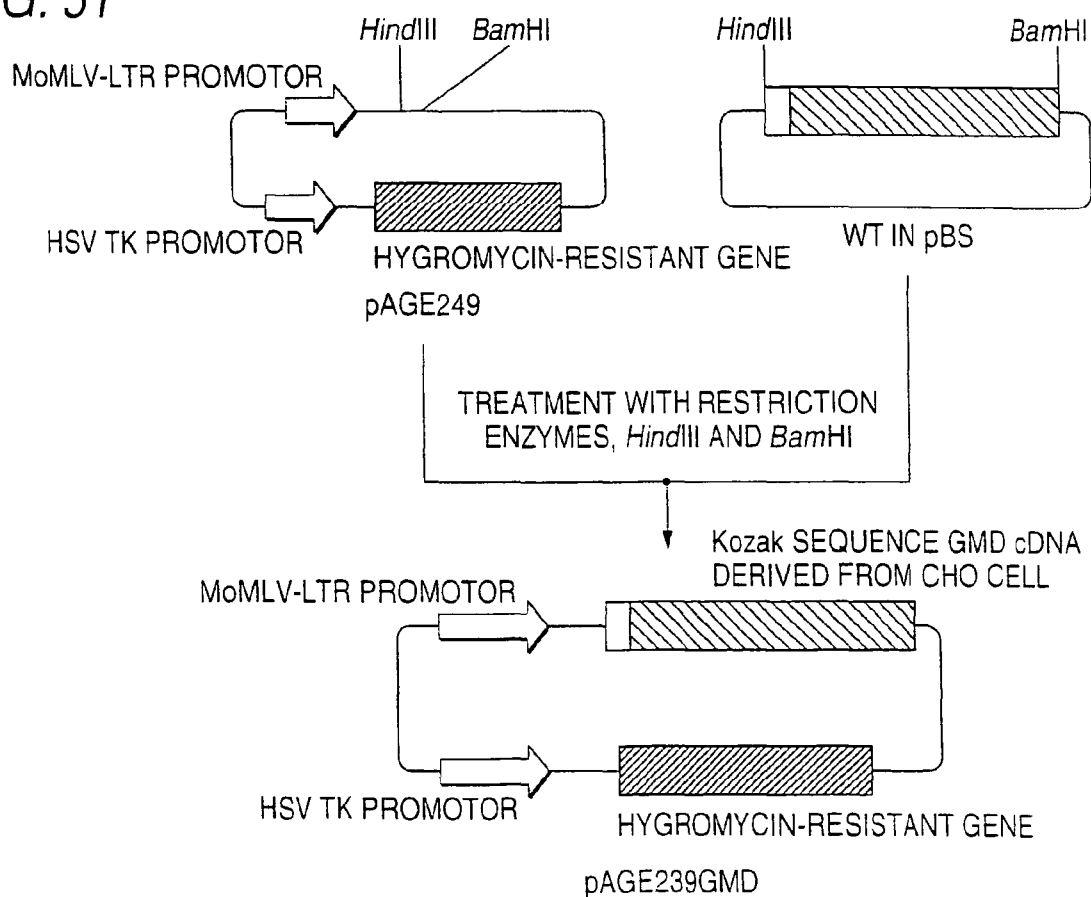 HindIII BamHI HindIII BamHI
MoMLV-LTR PROMOTOR
HSV TK PROMOTOR
HYGROMYCIN-RESISTANT GENE
pAGE249
WT IN pBS
TREATMENT WITH RESTRICTION
ENZYMES, HindIII AND BamHI
Kozak SEQUENCE GMD cDNA
DERIVED FROM CHO CELL
MoMLV-LTR PROMOTOR
HSV TK PROMOTOR
HYGROMYCIN-RESISTANT GENE
pAGE239GMD